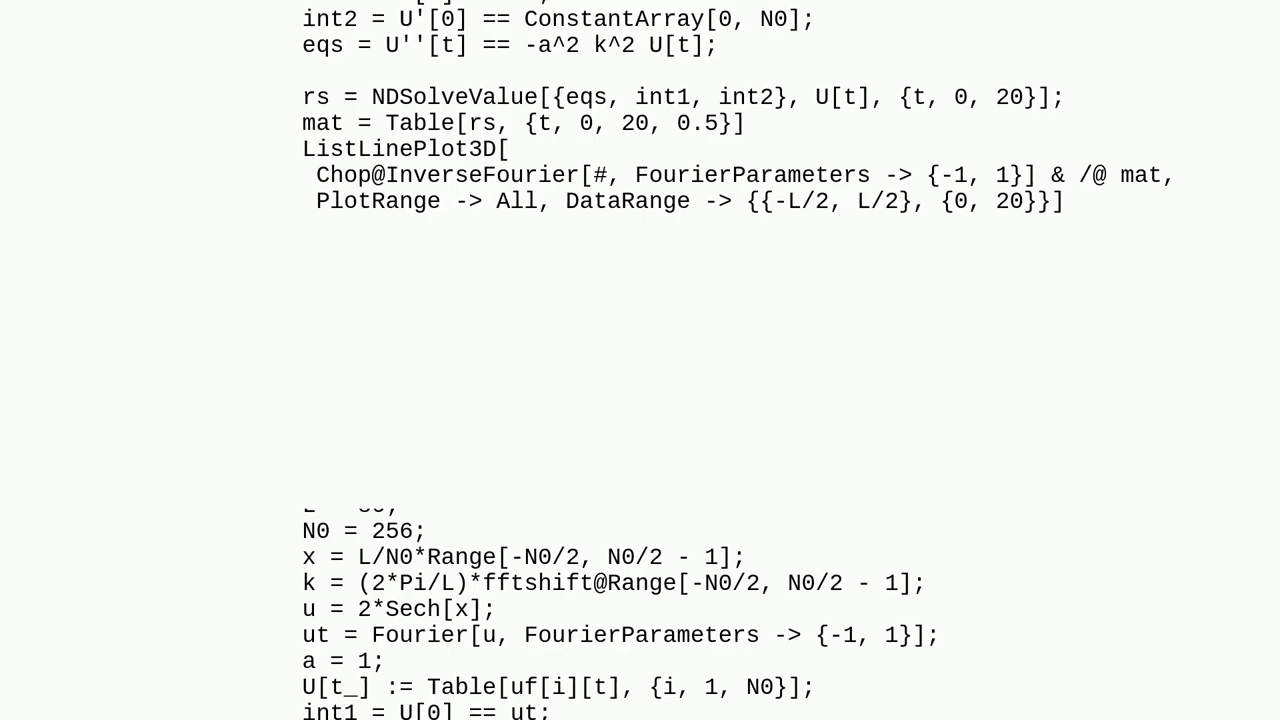 int2 = U'[0] == ConstantArray[0, N0];
eqs = U''[t] == -a^2 k^2 U[t];
rs = NDSolveValue[{eqs, int1, int2}, U[t], {t, 0, 20}];
mat = Table[rs, {t, 0, 20, 0.5}]
ListLinePlot3D[
Chop@InverseFourier[#, FourierParameters -> {-1, 1}] & /@ mat,
PlotRange -> All, DataRange -> {{-L/2, L/2}, {0, 20}}]
N0 = 256;
x = L/N0*Range[-N0/2, N0/2 - 1];
k = (2*Pi/L)*fftshift@Range[-N0/2, N0/2 - 1];
u = 2*Sech[x];
ut = Fourier[u, FourierParameters -> {-1, 1}];
a = 1;
U[t_] := Table[uf[i][t], {i, 1, N0}];
int1 = U[0] == ut;